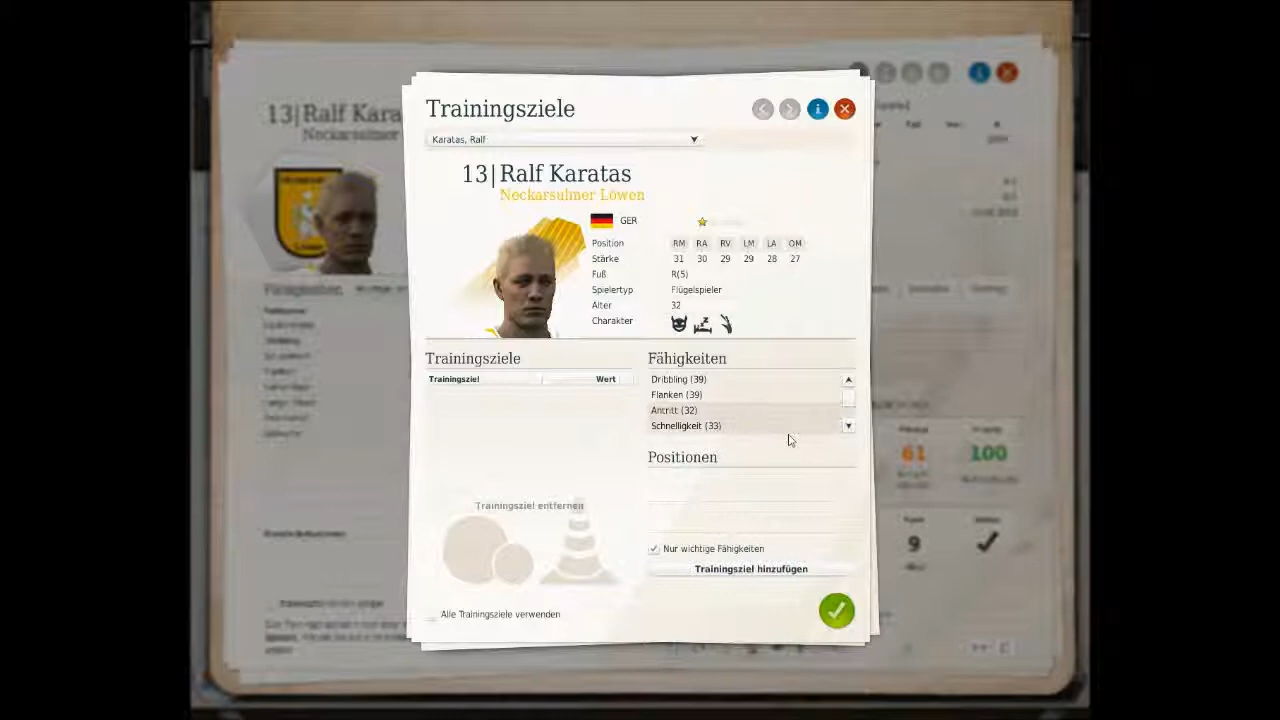 13|Ralf Kara
Neckarsulmer
Trainingsziele
Karatas, Ralf
13|Ralf Karatas
Neckarsulmer Löwen
GER
Position RM RA RV LM LA OM
Stärke 31 30 29 29 28 27
Fuß R(5)
Spielertyp Flügelspieler
Alter 32
Charakter
Trainingsziele
Trainingsziel Wert
Trainingsziel entfernen
Alle Trainingsziele verwenden
Fähigkeiten
Dribbling (39)
Flanken (39)
Antritt (32)
Schnelligkeit (33)
Positionen
Nur wichtige Fähigkeiten
Trainingsziel hinzufügen
61 100
9